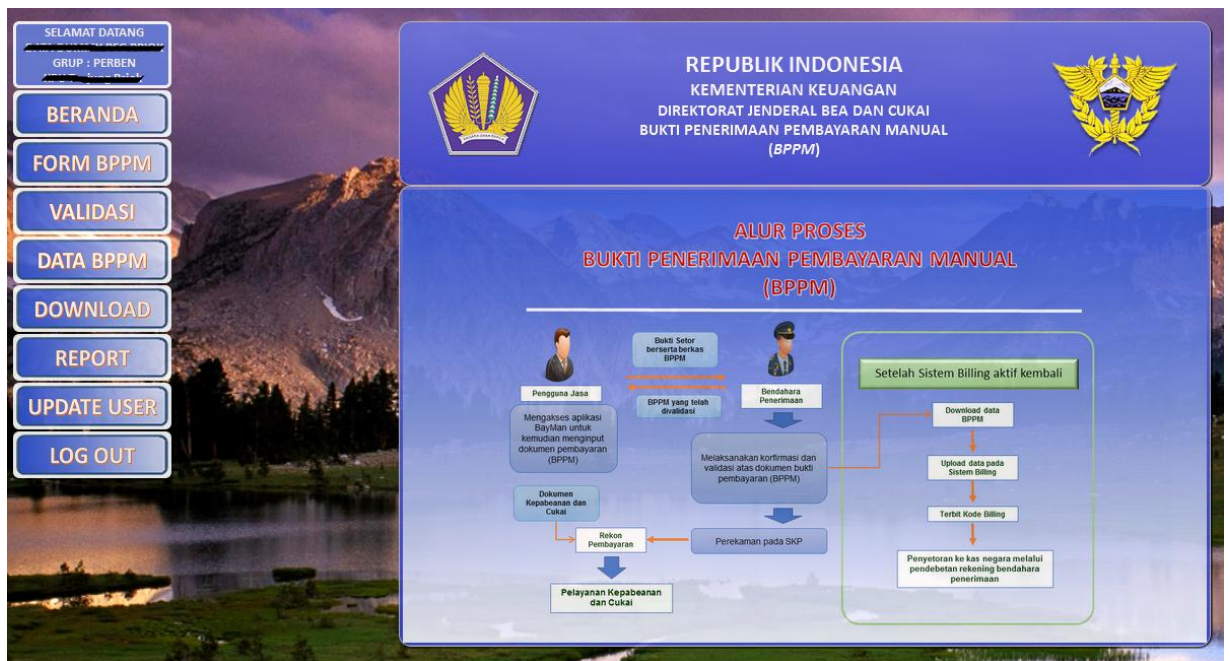 SELAMAT DATANG
GRUP : PERBEN
BERANDA
FORM BPPM
VALIDASI
DATA BPPM
DOWNLOAD
REPORT
UPDATE USER
LOG OUT
REPUBLIK INDONESIA
KEMENTERIAN KEUANGAN
DIREKTORAT JENDERAL BEA DAN CUKAI
BUKTI PENERIMAAN PEMBAYARAN MANUAL
(BPPM)
ALUR PROSES
BUKTI PENERIMAAN PEMBAYARAN MANUAL
(BPPM)
Bukti Setor
berserta berkas
BPPM
BPPM yang telah
divalidasi
Pengguna Jasa
Mengakses aplikasi
BayMan untuk
kemudian menginput
dokumen pembayaran
(BPPM)
Bendahara
Penerimaan
Melaksanakan korfirmasi dan
validasi atas dokumen bukti
pembayaran (BPPM)
Dokumen
Kepabeanan dan
Cukai
Rekon
Pembayaran
Perekaman pada SKP
Pelayanan Kepabeanan
dan Cukai
Setelah Sistem Billing aktif kembali
Download data
BPPM
Upload data pada
Sistem Billing
Terbit Kode Billing
Penyetoran ke kas negara melalui
pendebetan rekening bendahara
penerimaan